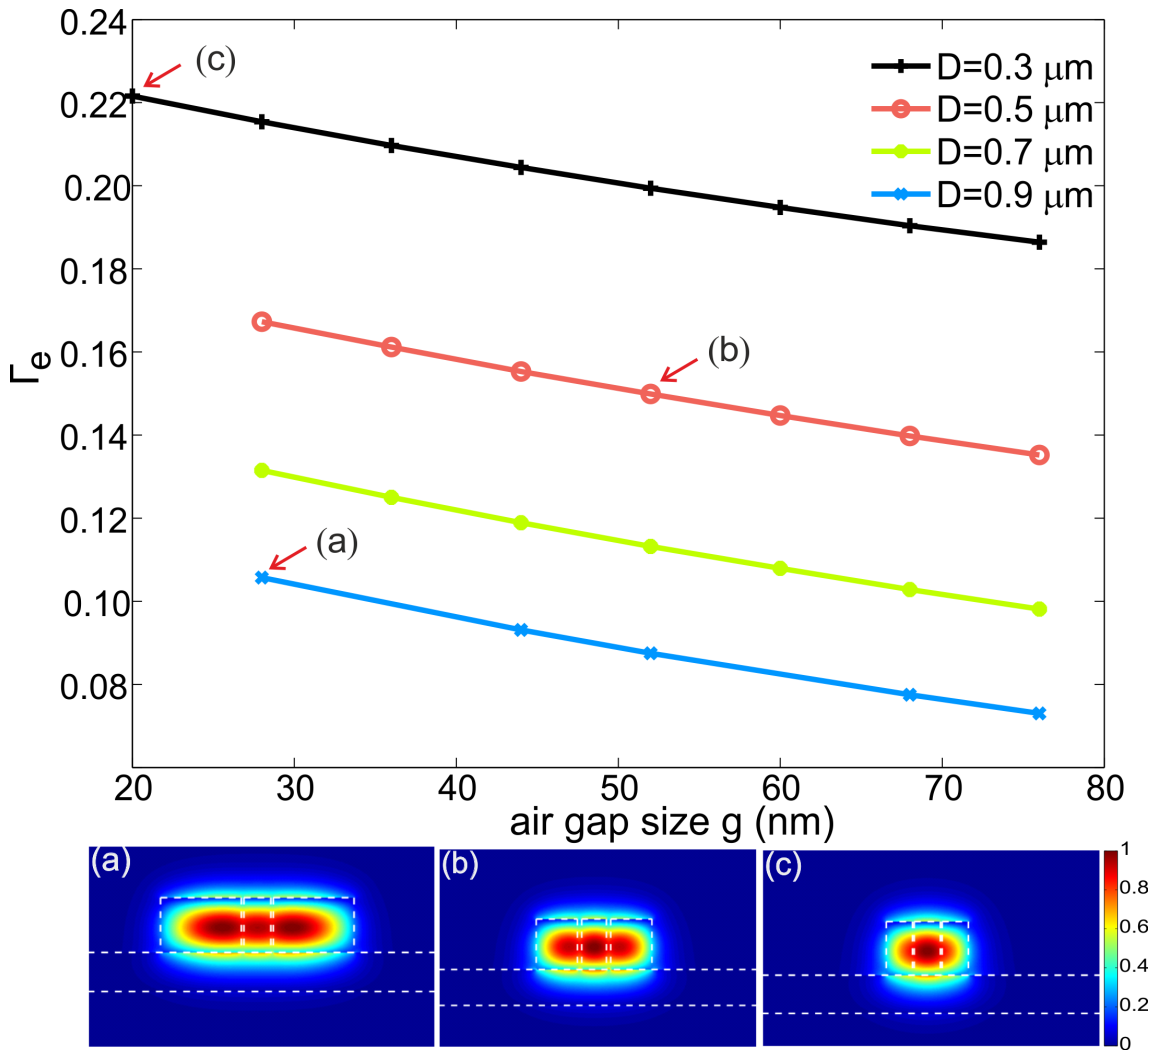 0.24
0.22
0.20
0.18
0.16
0.14
0.12
0.10
0.08
Γe
(c)
(b)
(a)
D=0.3 μm
D=0.5 μm
D=0.7 μm
D=0.9 μm
20 30 40 50 60 70 80
air gap size g (nm)
(a) (b) (c)
1
0.8
0.6
0.4
0.2
0